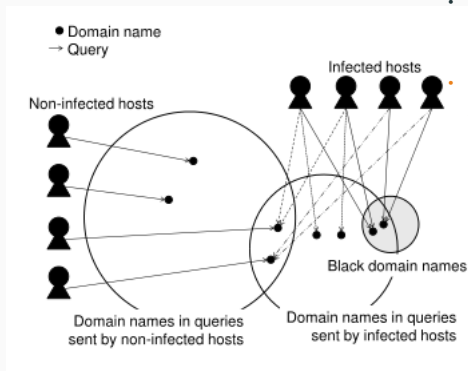 Domain name
Query
Infected hosts
Non-infected hosts
Black domain names
Domain names in queries
sent by non-infected hosts
Domain names in queries
sent by infected hosts